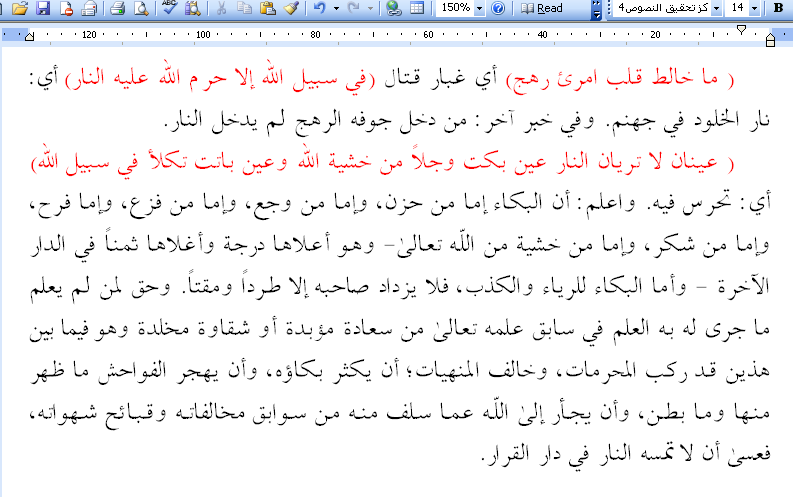 150%
Read
كز تحقيق النصوص4
14
B
120 100 80 60 40 20
( ما خالط قلب امرئ رهج) أي غبار قتال (في سبيل الله إلا حرم الله عليه النار) أي:
نار الخلود في جهنم. وفي خبر آخر: من دخل جوفه الرهج لم يدخل النار.
( عينان لا تريان النار عين بكت وجلاً من خشية الله وعين باتت تكلأ في سبيل الله)
أي: تحرس فيه. واعلم: أن البكاء إما من حزن، وإما من وجع، وإما من فزع، وإما فرح،
وإما من شكر، وإما من خشية من اللّه تعالىٰ- وهو أعلاها درجة وأغلاها ثمناً في الدار
الآخرة - وأما البكاء للرياء والكذب، فلا يزداد صاحبه إلا طرداً ومقتاً. وحق لمن لم يعلم
ما جرى له به العلم في سابق علمه تعالىٰ من سعادة مؤبدة أو شقاوة مخلدة وهو فيما بين
هذين قد ركب المحرمات، وخالف المنهيات؛ أن يكثر بكاؤه، وأن يهجر الفواحش ما ظهر
منها وما بطن، وأن يجأر إلىٰ اللّه عما سلف منه من سوابق مخالفاته وقبائح شهواته،
فعسىٰ أن لا تمسه النار في دار القرار.